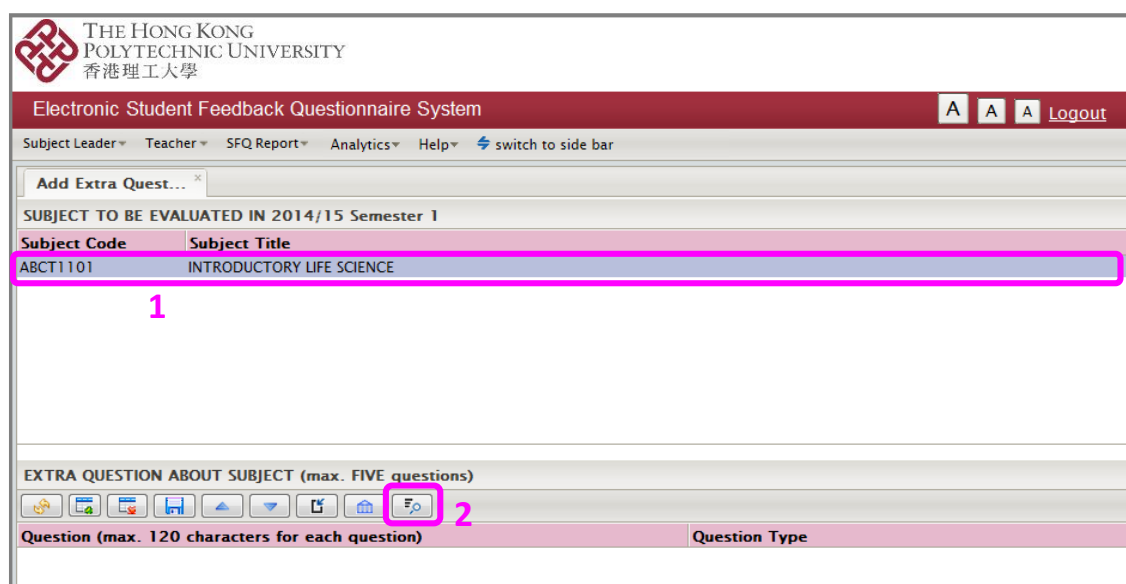 THE HONG KONG
POLYTECHNIC UNIVERSITY
香港理工大學
Electronic Student Feedback Questionnaire System A A A Logout
Subject Leader Teacher SFQ Report Analytics Help switch to side bar
Add Extra Quest... ×
SUBJECT TO BE EVALUATED IN 2014/15 Semester 1
Subject Code Subject Title
ABCT1101 INTRODUCTORY LIFE SCIENCE
1
EXTRA QUESTION ABOUT SUBJECT (max. FIVE questions)
2
Question (max. 120 characters for each question) Question Type